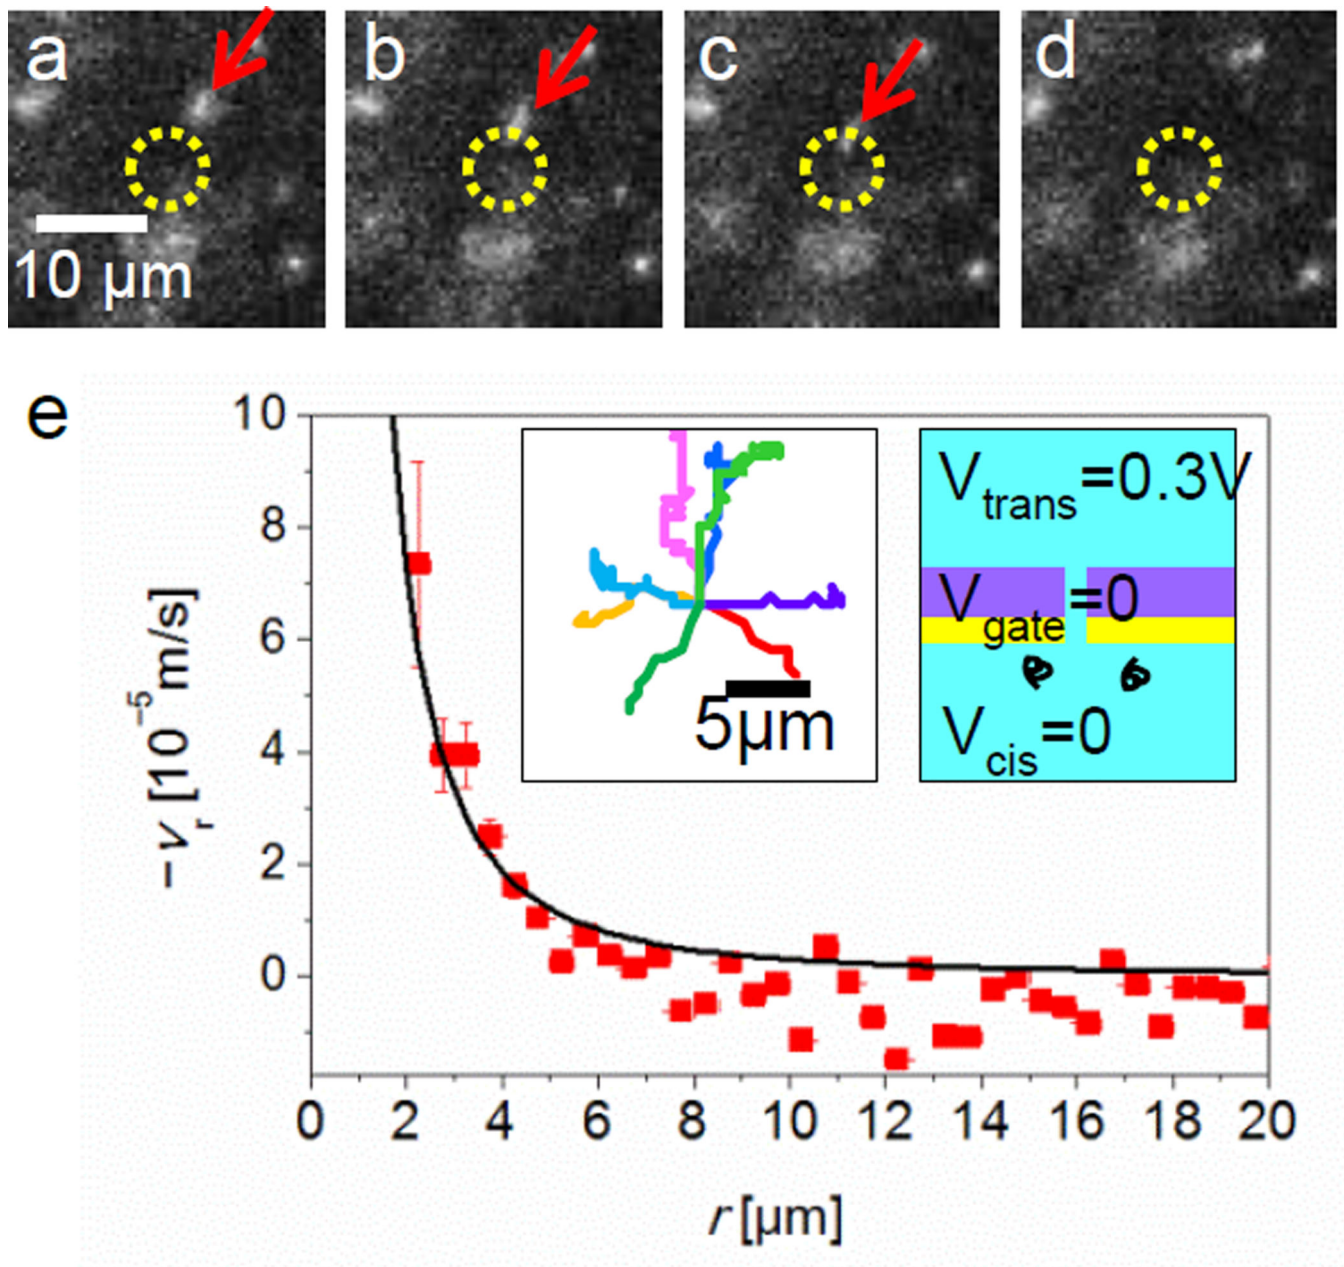 a
b
c
d
10 μm
e
10
8
6
4
2
0
−v_r [10^−5 m/s]
5μm
V_trans=0.3V
V_gate=0
V_cis=0
0 2 4 6 8 10 12 14 16 18 20
r [μm]